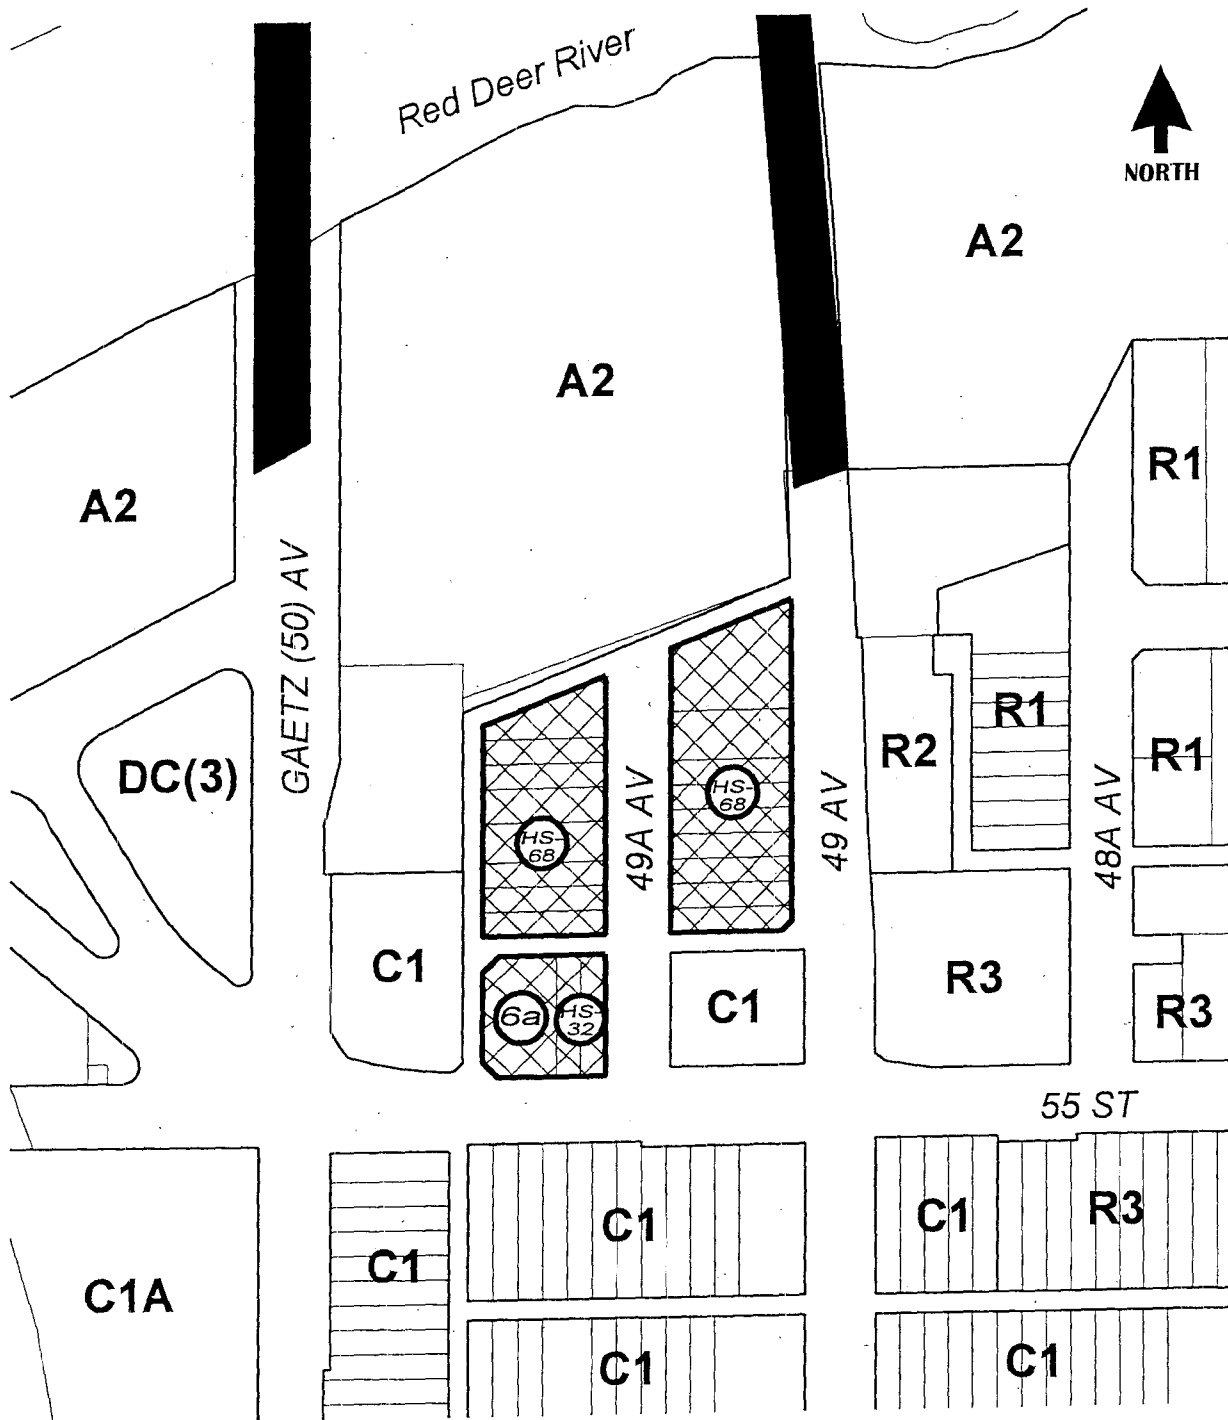 Red Deer River
NORTH
A2
A2
A2
R1
GAETZ (50) AV
DC(3)
R2
R1
R1
HS-
68
HS-
68
49A AV
49 AV
48A AV
C1
C1
R3
R3
6a
HS-
32
55 ST
C1
C1
R3
C1
C1A
C1
C1